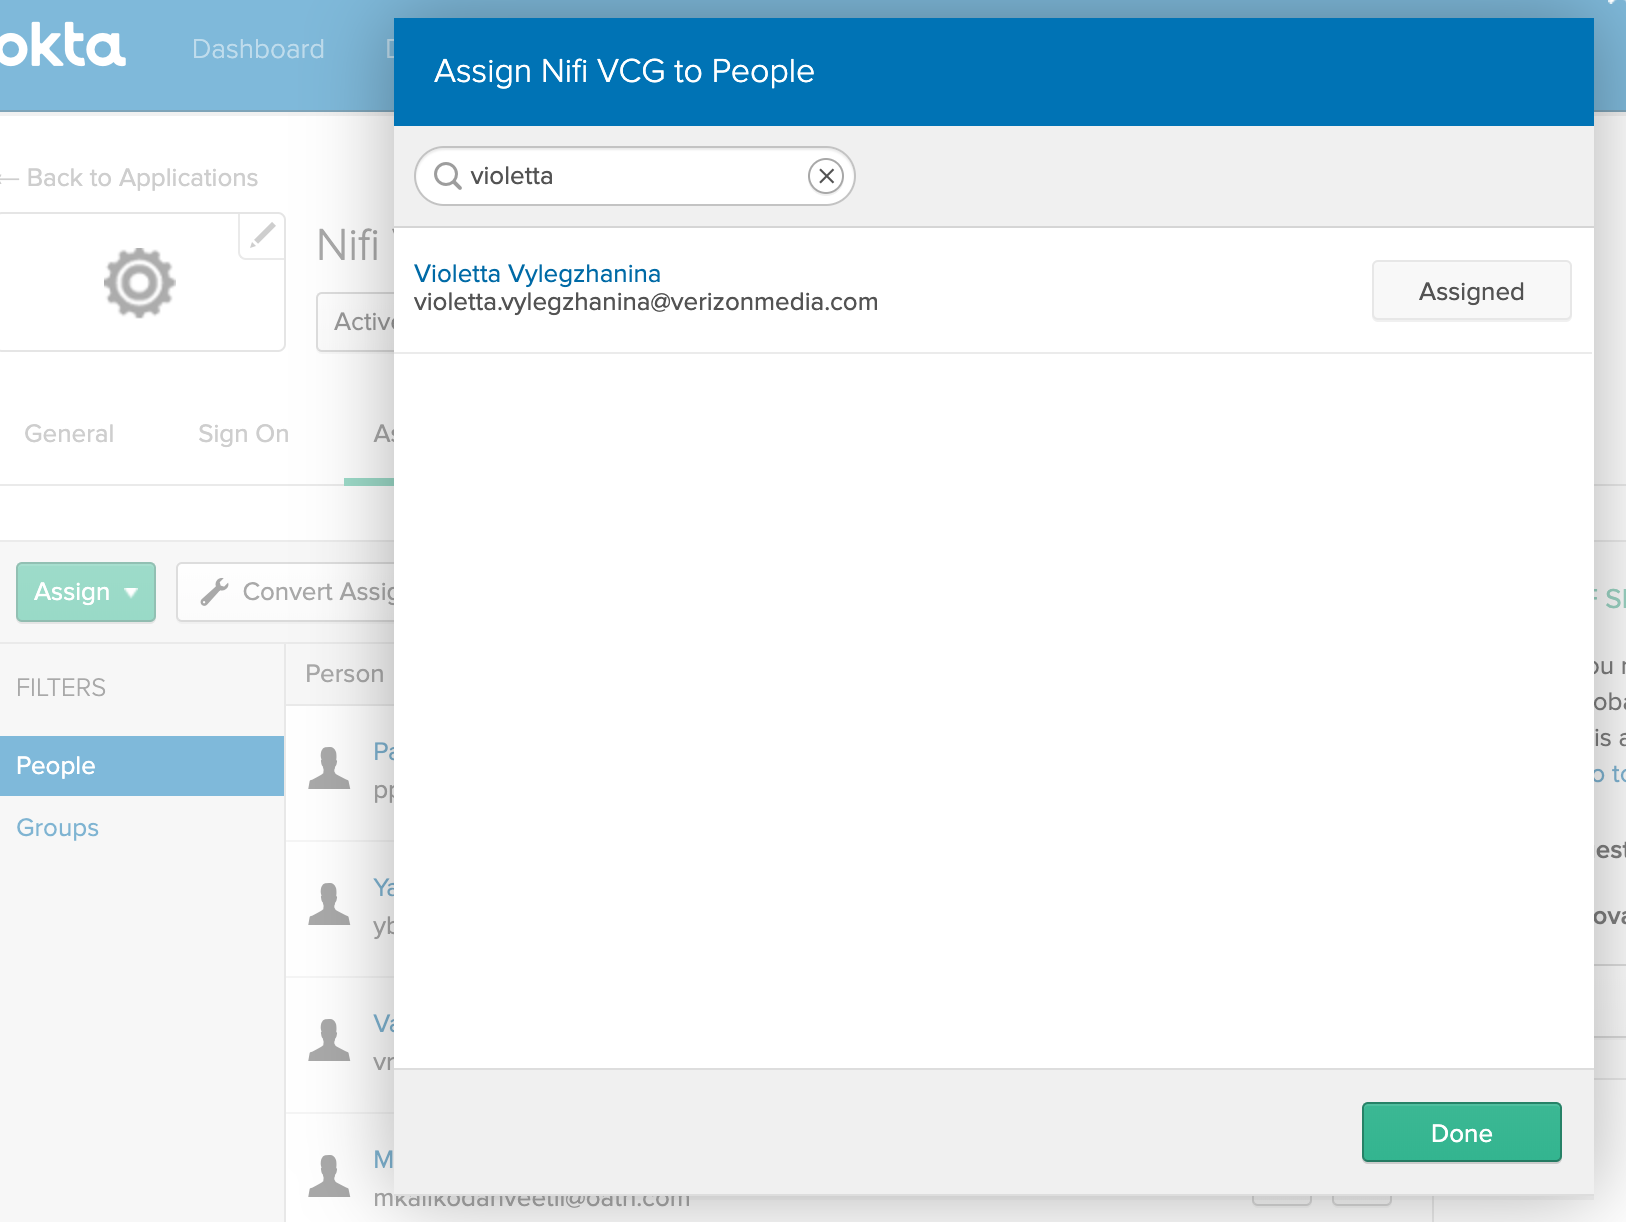 okta
Dashboard
Assign Nifi VCG to People
← Back to Applications
violetta
Nifi
Violetta Vylegzhanina
violetta.vylegzhanina@verizonmedia.com
Assigned
Active
General
Sign On
As
Assign
Convert Assig
FILTERS
Person
People
Groups
Pa
pp
Ya
yb
Va
vr
M
mkalikodanveetil@oath.com
Done